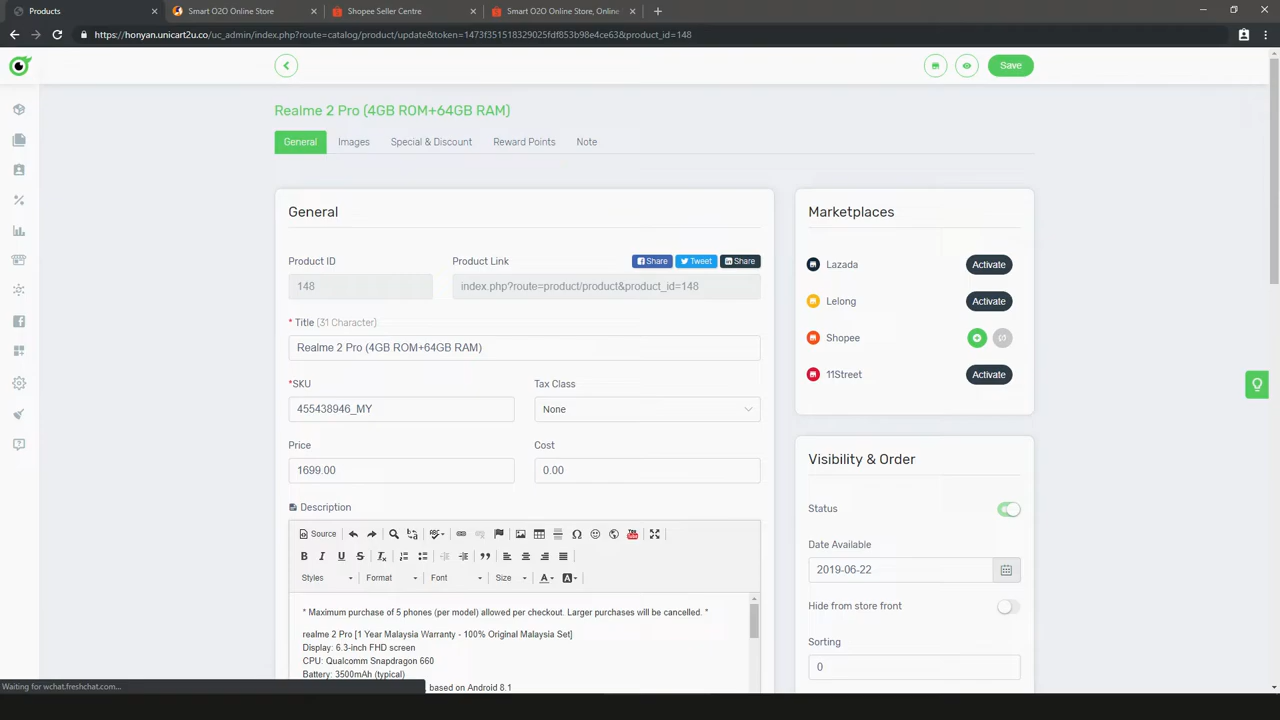 Products
Smart O2O Online Store
Shopee Seller Centre
Smart O2O Online Store, Online
https://honyan.unicart2u.co/uc_admin/index.php?route=catalog/product/update&token=1473f351518329025fdf853b98e4ce63&product_id=148
Save
Realme 2 Pro (4GB ROM+64GB RAM)
General
Images
Special & Discount
Reward Points
Note
General
Marketplaces
Product ID
Product Link
Share
Tweet
Share
148
index.php?route=product/product&product_id=148
Lazada
Activate
Lelong
Activate
Shopee
11Street
Activate
* Title (31 Character)
Realme 2 Pro (4GB ROM+64GB RAM)
*SKU
Tax Class
455438946_MY
None
Price
Cost
1699.00
0.00
Visibility & Order
Status
Date Available
2019-06-22
Hide from store front
Sorting
0
Description
Source
Styles
Format
Font
Size
* Maximum purchase of 5 phones (per model) allowed per checkout. Larger purchases will be cancelled. *
realme 2 Pro [1 Year Malaysia Warranty - 100% Original Malaysia Set]
Display: 6.3-inch FHD screen
CPU: Qualcomm Snapdragon 660
Battery: 3500mAh (typical)
based on Android 8.1
Waiting for wchat.freshchat.com...